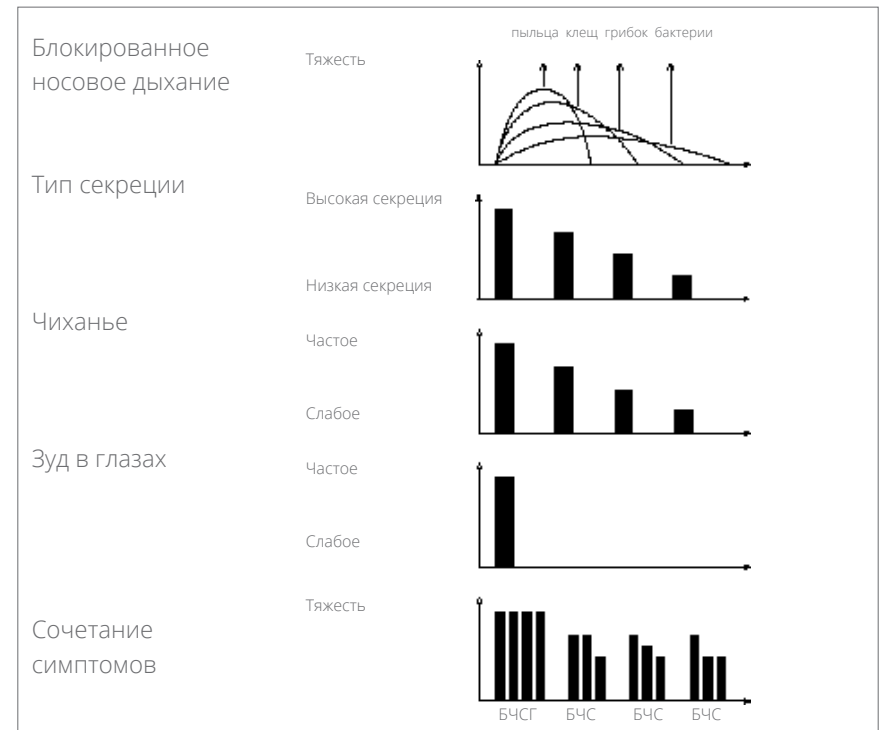 пыльца клещ грибок бактерии
Блокированное
носовое дыхание
Тяжесть
Тип секреции
Высокая секреция
Низкая секреция
Чиханье
Частое
Слабое
Зуд в глазах
Частое
Слабое
Сочетание
симптомов
Тяжесть
БЧСГ БЧС БЧС БЧС